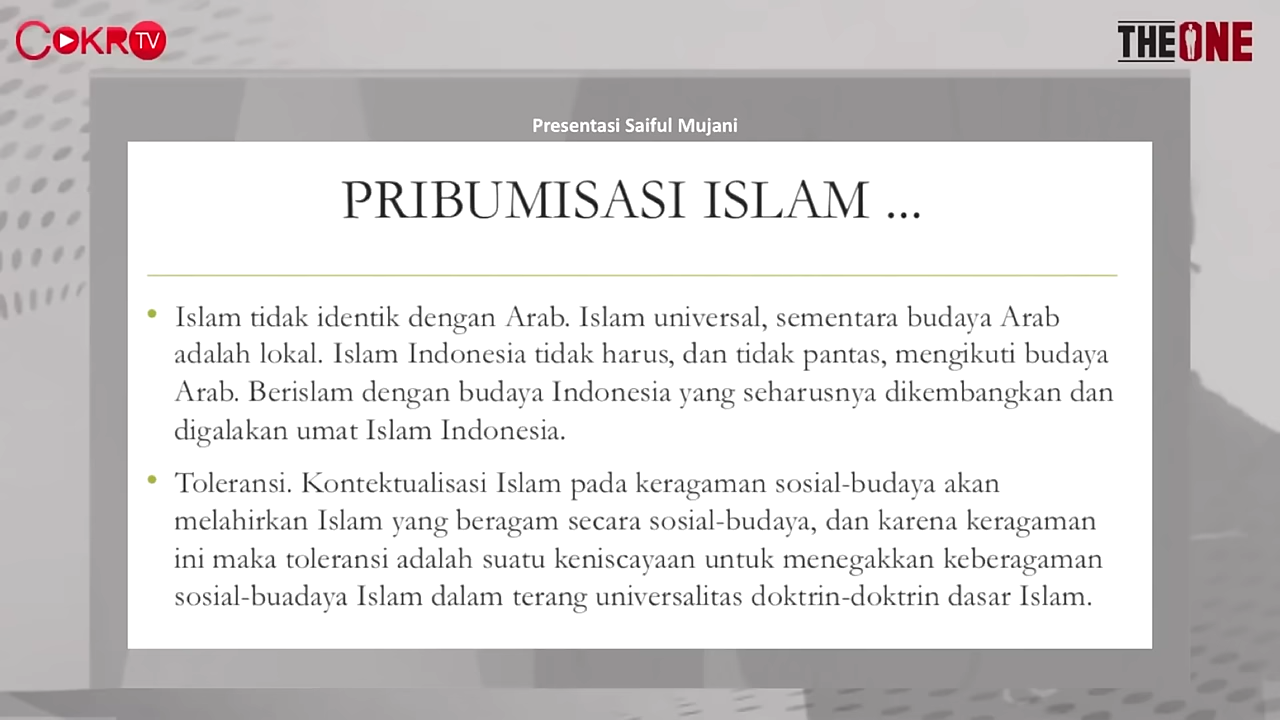 COKRO TV
THE ONE
Presentasi Saiful Mujani
PRIBUMISASI ISLAM ...
• Islam tidak identik dengan Arab. Islam universal, sementara budaya Arab
adalah lokal. Islam Indonesia tidak harus, dan tidak pantas, mengikuti budaya
Arab. Berislam dengan budaya Indonesia yang seharusnya dikembangkan dan
digalakan umat Islam Indonesia.
• Toleransi. Kontektualisasi Islam pada keragaman sosial-budaya akan
melahirkan Islam yang beragam secara sosial-budaya, dan karena keragaman
ini maka toleransi adalah suatu keniscayaan untuk menegakkan keberagaman
sosial-buadaya Islam dalam terang universalitas doktrin-doktrin dasar Islam.